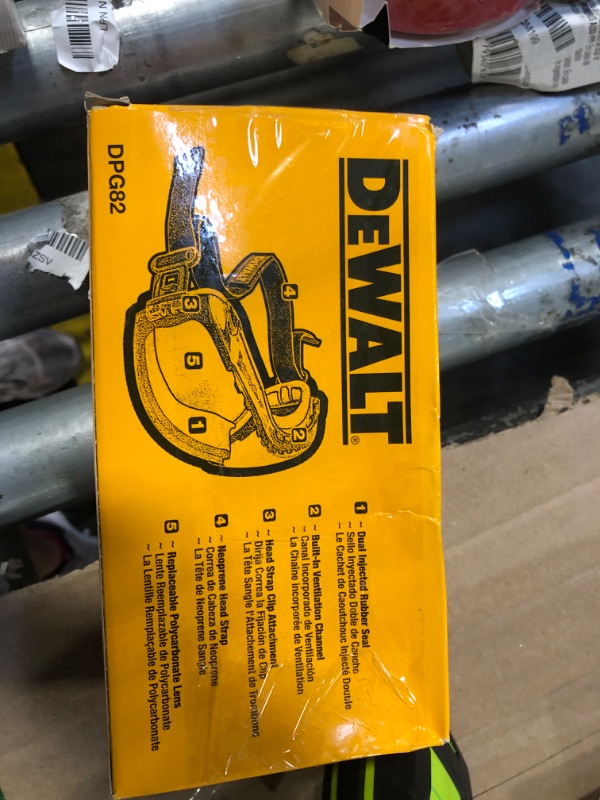 DEWALT®
DPG82
3
4
5
1
2
1 ~ Dual Injected Rubber Seal
~ Sello Inyectado Doble de Caucho
~ Le Cachet de Caoutchouc Injecté Double
2 ~ Built-In Ventilation Channel
~ Canal Incorporado de Ventilación
~ La Chaîne Incorporée de Ventilation
3 ~ Head Strap Clip Attachment
~ Dirija Correa la Fijación de Clip
~ La Tête Sangle l'Attachement de Trombone
4 ~ Neoprene Head Strap
~ Correa de Cabeza de Neoprene
~ La Tête de Neoprene Sangle
5 ~ Replaceable Polycarbonate Lens
~ Lente Reemplazable de Polycarbonate
~ La Lentille Remplaçable de Polycarbonate